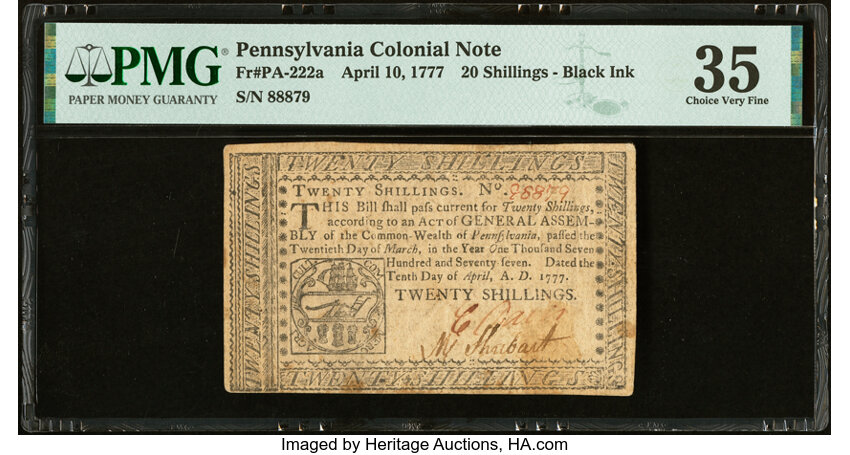 PMG®
PAPER MONEY GUARANTY
Pennsylvania Colonial Note
Fr#PA-222a April 10, 1777 20 Shillings - Black Ink
S/N 88879
35
Choice Very Fine
TWENTY SHILLINGS
TWENTY SHILLINGS
TWENTY SHILLINGS. No. 88879
THIS Bill ſhall paſs current for Twenty Shillings,
according to an ACT of GENERAL ASSEM-
BLY of the Common-Wealth of Pennſylvania, paſſed the
Twentieth Day of March, in the Year One Thouſand Seven
Hundred and Seventy-ſeven. Dated the
Tenth Day of April, A. D. 1777.
TWENTY SHILLINGS.
TWENTY SHILLINGS
TWENTY SHILLINGS
Imaged by Heritage Auctions, HA.com